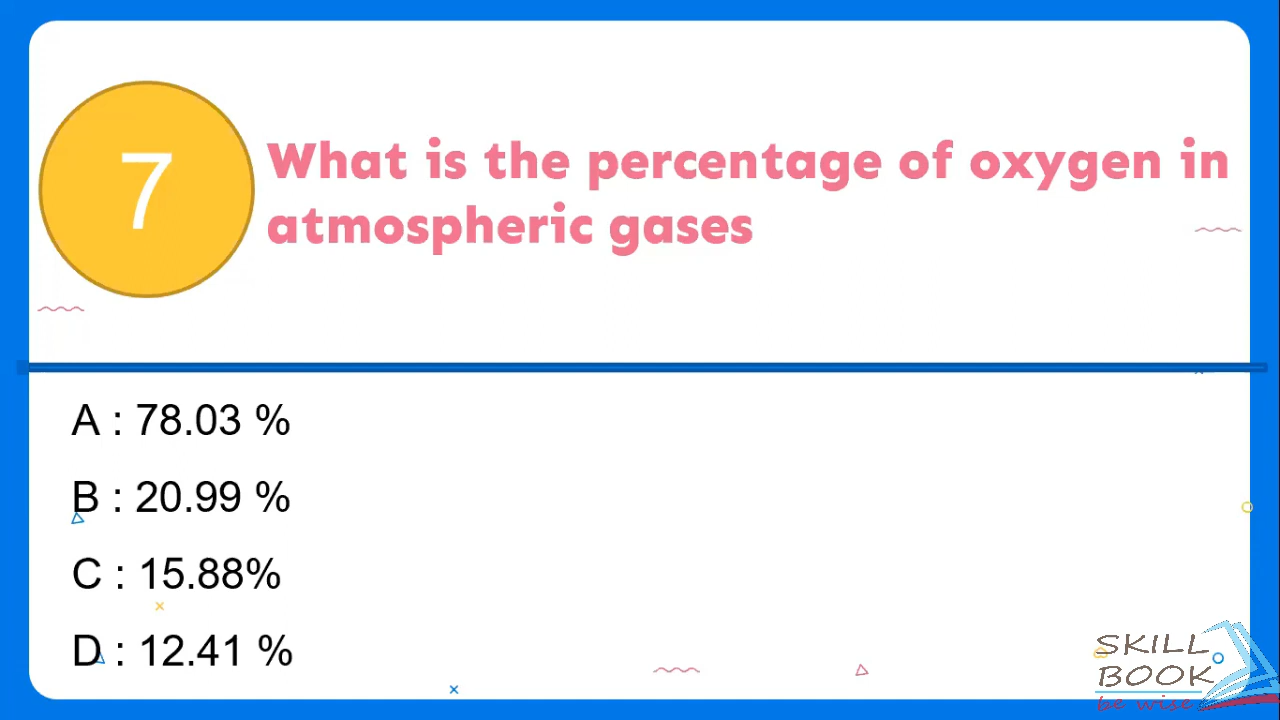 7
What is the percentage of oxygen in
atmospheric gases
A : 78.03 %
B : 20.99 %
C : 15.88%
D : 12.41 %
SKILL
BOOK
be wise